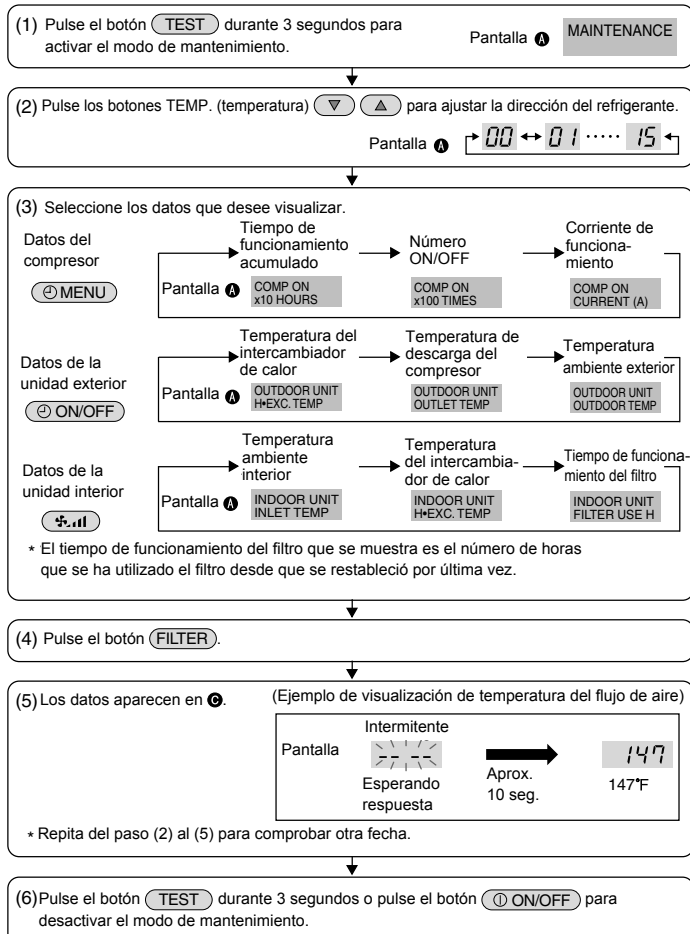 (1) Pulse el botón TEST durante 3 segundos para
activar el modo de mantenimiento.
Pantalla A MAINTENANCE
(2) Pulse los botones TEMP. (temperatura) ▼ ▲ para ajustar la dirección del refrigerante.
Pantalla A 00 ↔ 01 ····· 15
(3) Seleccione los datos que desee visualizar.
Datos del
compresor
MENU
Pantalla A
Tiempo de
funcionamiento
acumulado
COMP ON
x10 HOURS
Número
ON/OFF
COMP ON
x100 TIMES
Corriente de
funciona-
miento
COMP ON
CURRENT (A)
Datos de la
unidad exterior
ON/OFF
Pantalla A
Temperatura del
intercambiador
de calor
OUTDOOR UNIT
H•EXC. TEMP
Temperatura de
descarga del
compresor
OUTDOOR UNIT
OUTLET TEMP
Temperatura
ambiente exterior
OUTDOOR UNIT
OUTDOOR TEMP
Datos de la
unidad interior
Pantalla A
Temperatura
ambiente
interior
INDOOR UNIT
INLET TEMP
Temperatura
del intercambia-
dor de calor
INDOOR UNIT
H•EXC. TEMP
Tiempo de funciona-
miento del filtro
INDOOR UNIT
FILTER USE H
* El tiempo de funcionamiento del filtro que se muestra es el número de horas
que se ha utilizado el filtro desde que se restableció por última vez.
(4) Pulse el botón FILTER.
(5) Los datos aparecen en C.
(Ejemplo de visualización de temperatura del flujo de aire)
Pantalla
Intermitente
-- --
Esperando
respuesta
Aprox.
10 seg.
147
147°F
* Repita del paso (2) al (5) para comprobar otra fecha.
(6) Pulse el botón TEST durante 3 segundos o pulse el botón ON/OFF para
desactivar el modo de mantenimiento.